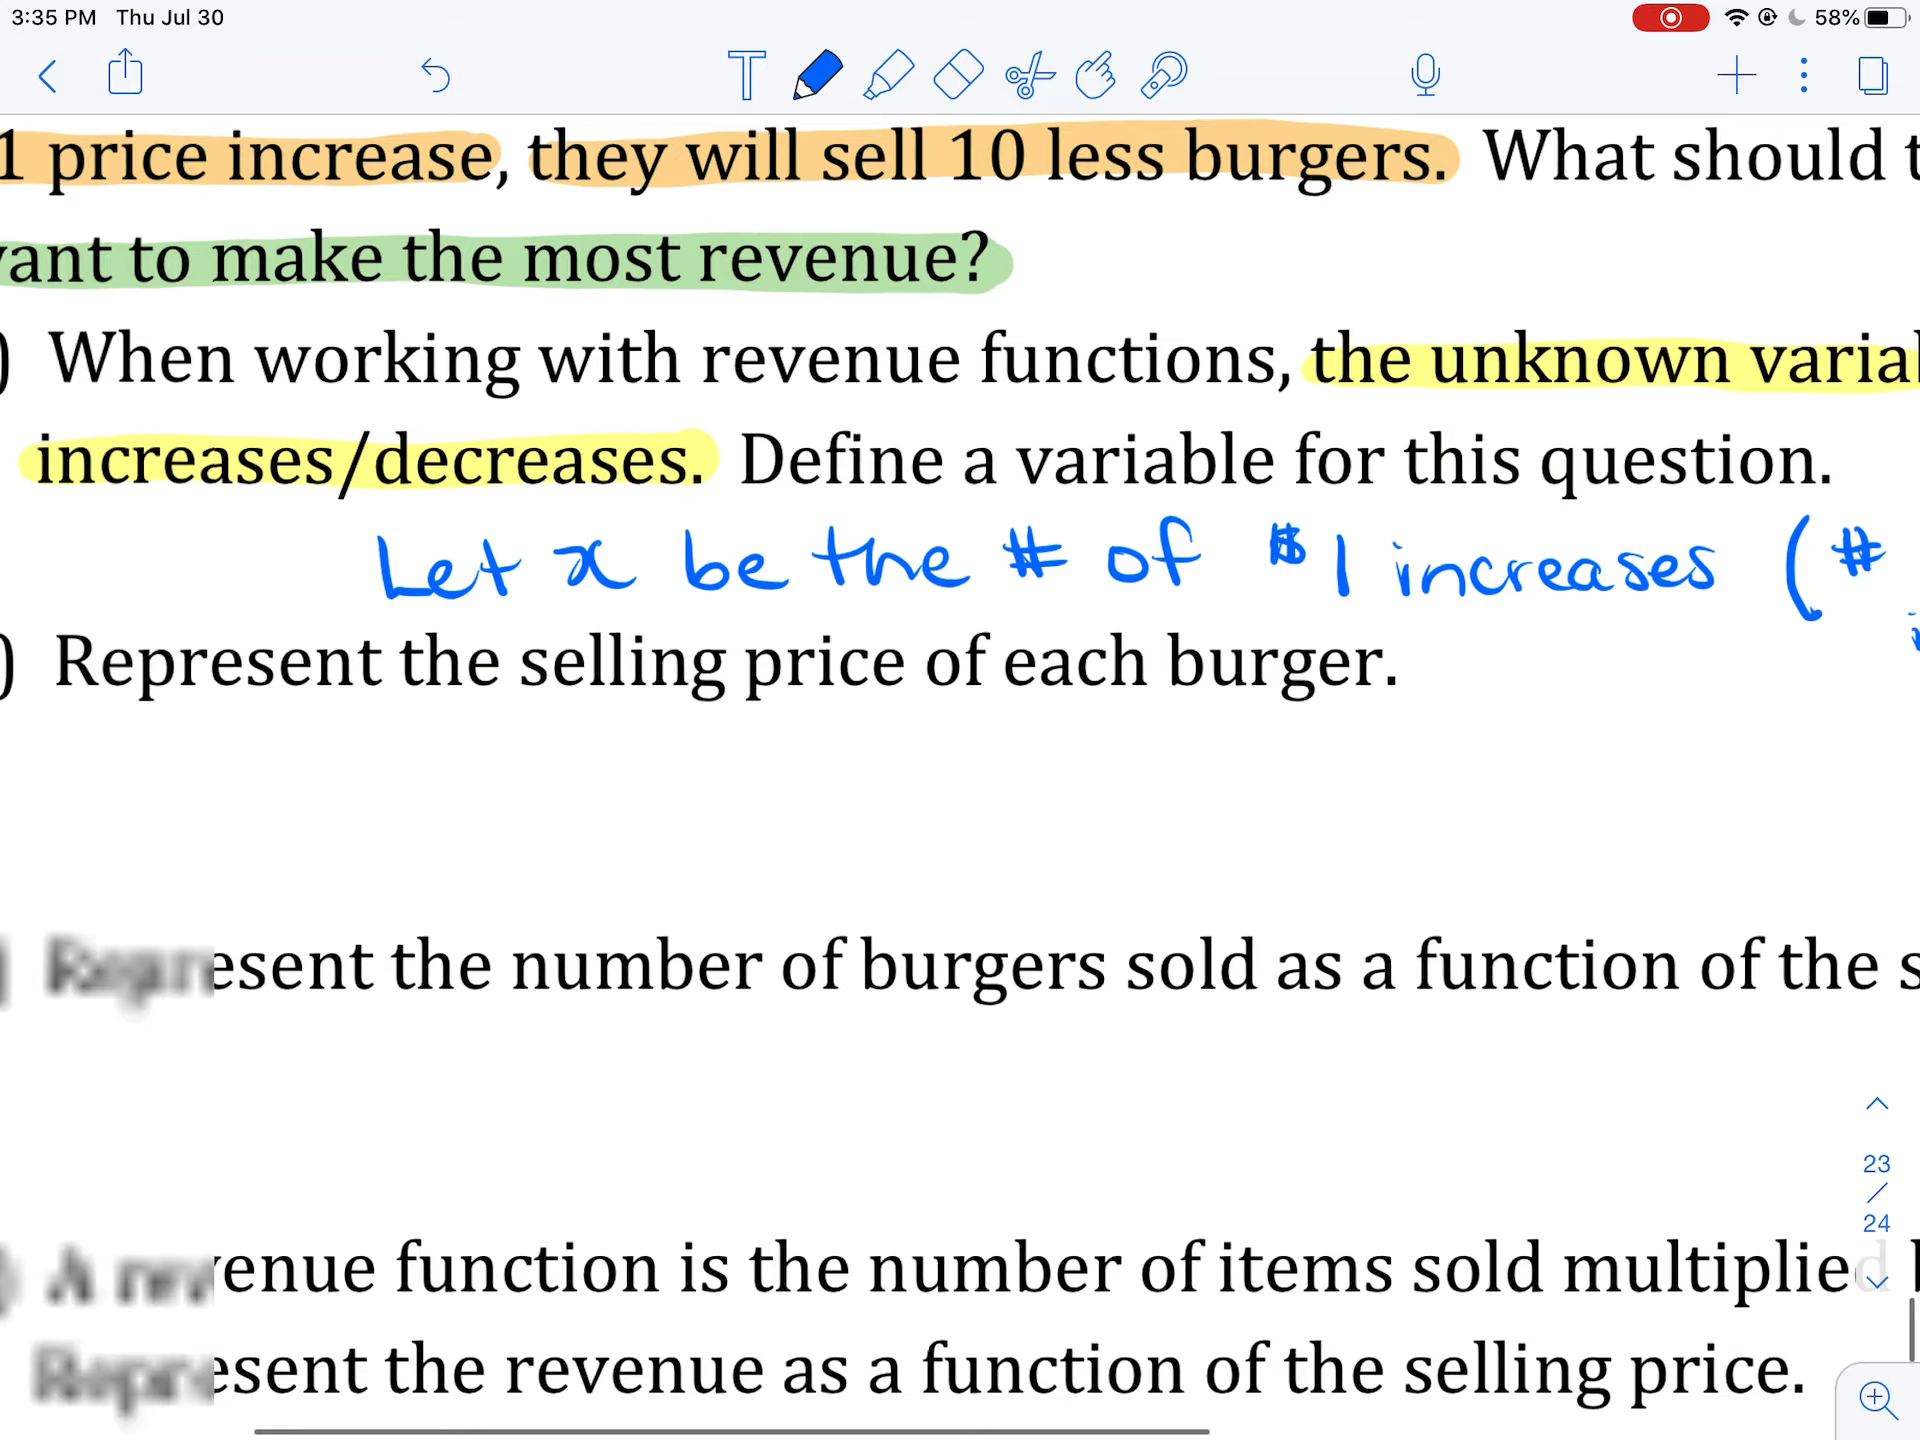 3:35 PM Thu Jul 30 58%
1 price increase, they will sell 10 less burgers. What should t
ant to make the most revenue?
) When working with revenue functions, the unknown varia
increases/decreases. Define a variable for this question.
Let x be the # of $1 increases (#
) Represent the selling price of each burger.
Represent the number of burgers sold as a function of the s
23
/
24
) A revenue function is the number of items sold multiplied
Represent the revenue as a function of the selling price.